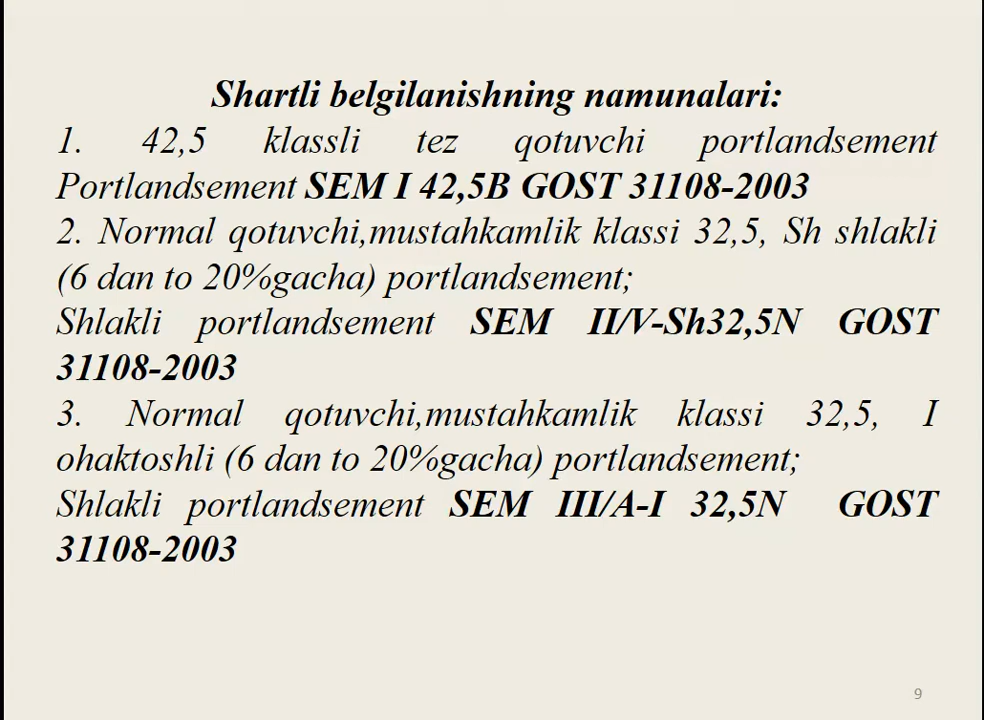 Shartli belgilanishning namunalari:
1. 42,5 klassli tez qotuvchi portlandsement
Portlandsement SEM I 42,5B GOST 31108-2003
2. Normal qotuvchi,mustahkamlik klassi 32,5, Sh shlakli
(6 dan to 20%gacha) portlandsement;
Shlakli portlandsement SEM II/V-Sh32,5N GOST
31108-2003
3. Normal qotuvchi,mustahkamlik klassi 32,5, I
ohaktoshli (6 dan to 20%gacha) portlandsement;
Shlakli portlandsement SEM III/A-I 32,5N GOST
31108-2003
9